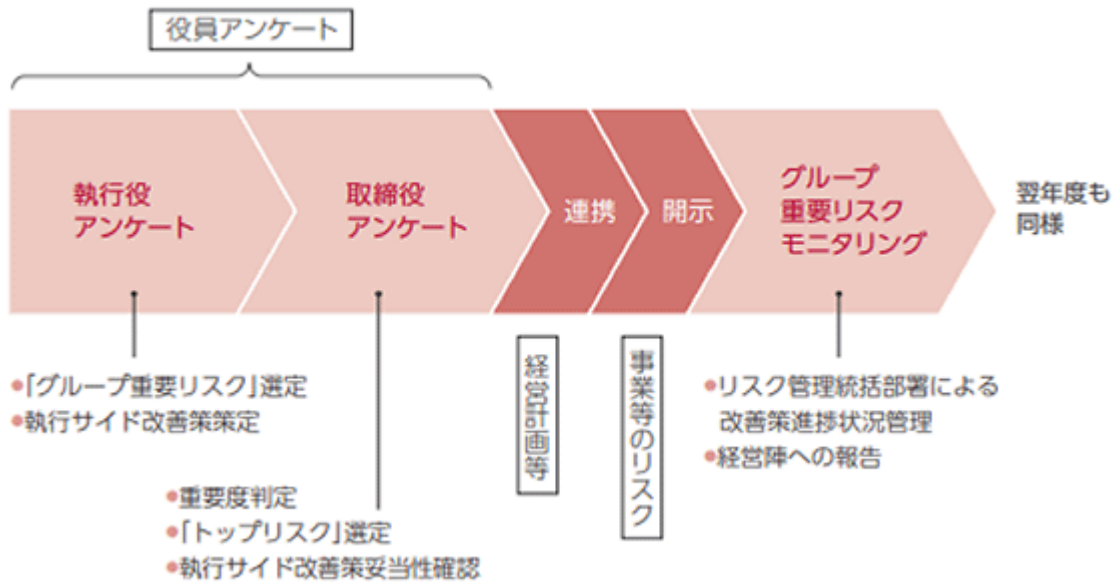 役員アンケート
執行役
アンケート
取締役
アンケート
連携
開示
グループ
重要リスク
モニタリング
翌年度も
同様
●「グループ重要リスク」選定
●執行サイド改善策策定
●重要度判定
●「トップリスク」選定
●執行サイド改善策妥当性確認
経営計画等
事業等のリスク
●リスク管理統括部署による
改善策進捗状況管理
●経営陣への報告